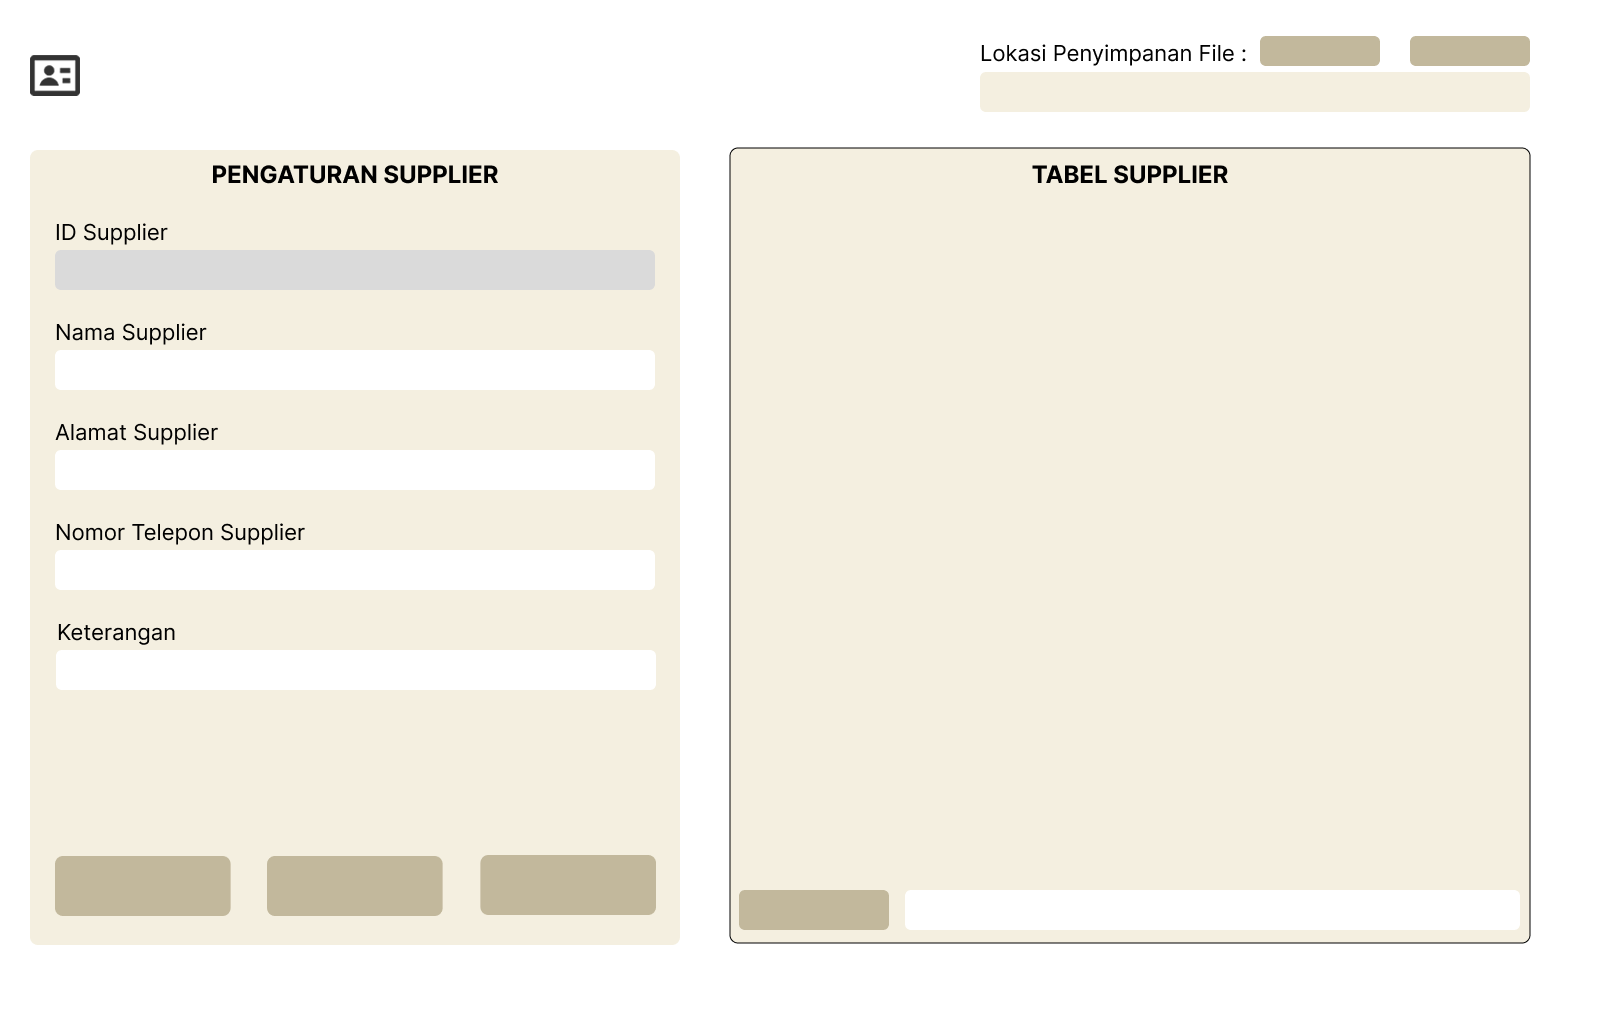 Lokasi Penyimpanan File :
PENGATURAN SUPPLIER
ID Supplier
Nama Supplier
Alamat Supplier
Nomor Telepon Supplier
Keterangan
TABEL SUPPLIER